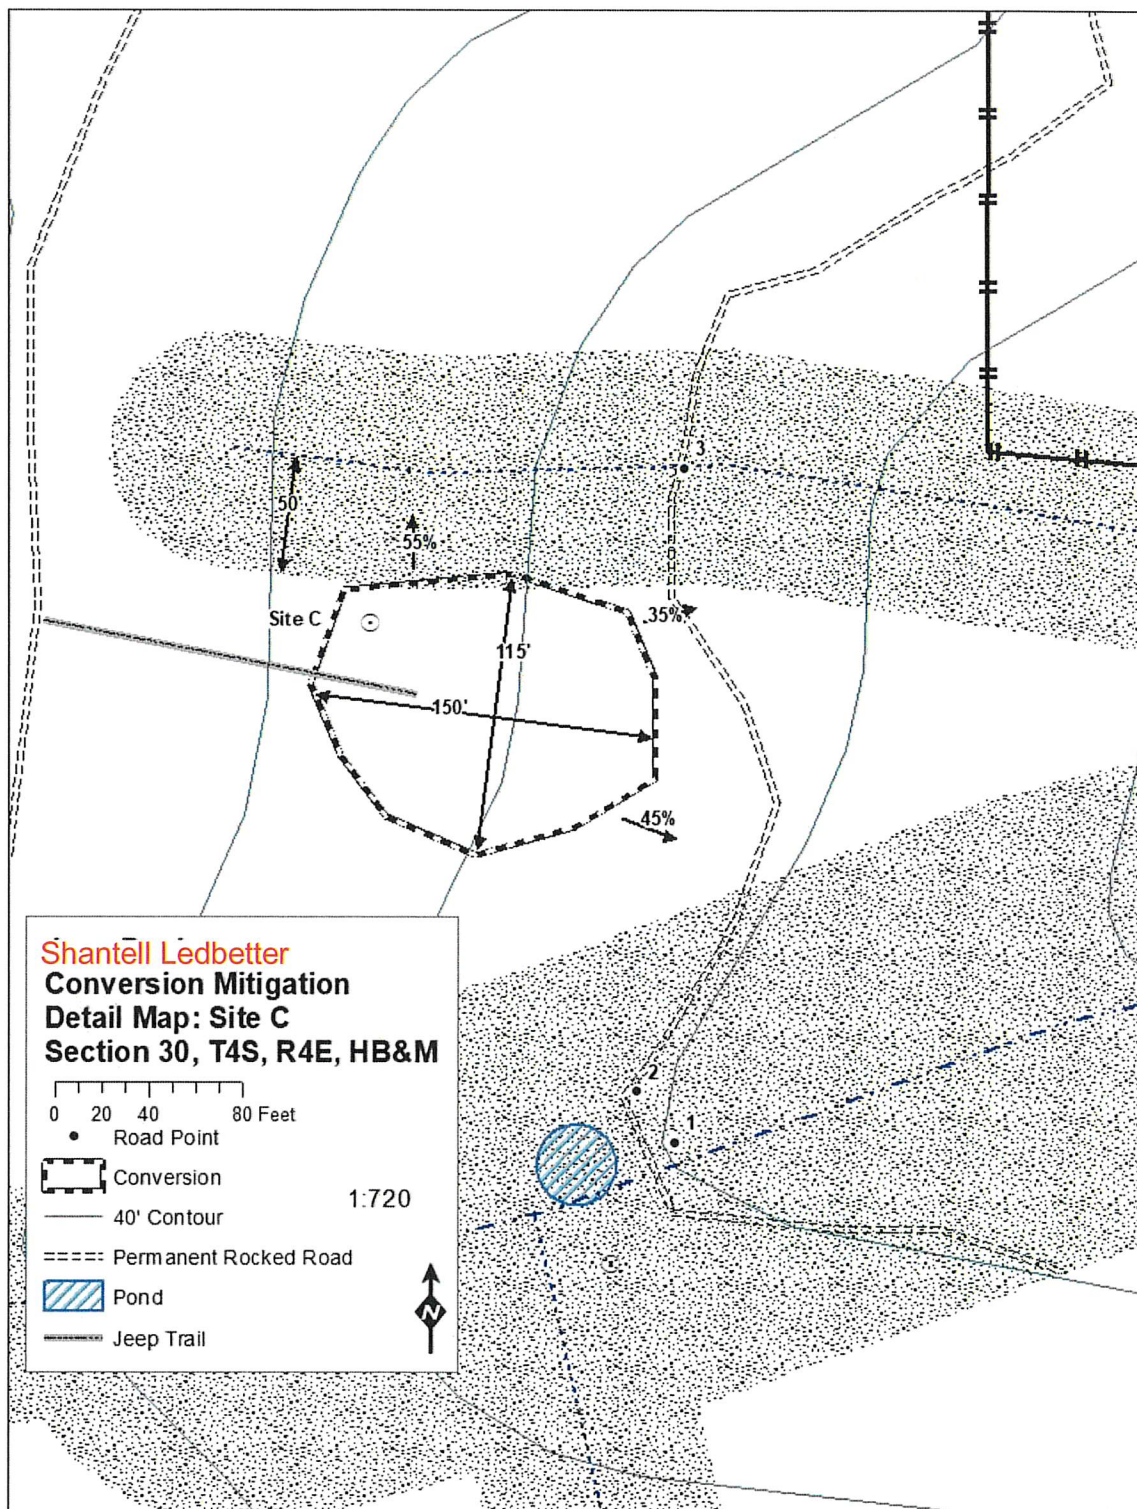 3
50'
55%
Site C
35%
115'
150'
45%
Shantell Ledbetter
Conversion Mitigation
Detail Map: Site C
Section 30, T4S, R4E, HB&M
0 20 40 80 Feet
Road Point
Conversion
1:720
40' Contour
Permanent Rocked Road
Pond
N
Jeep Trail
2
1